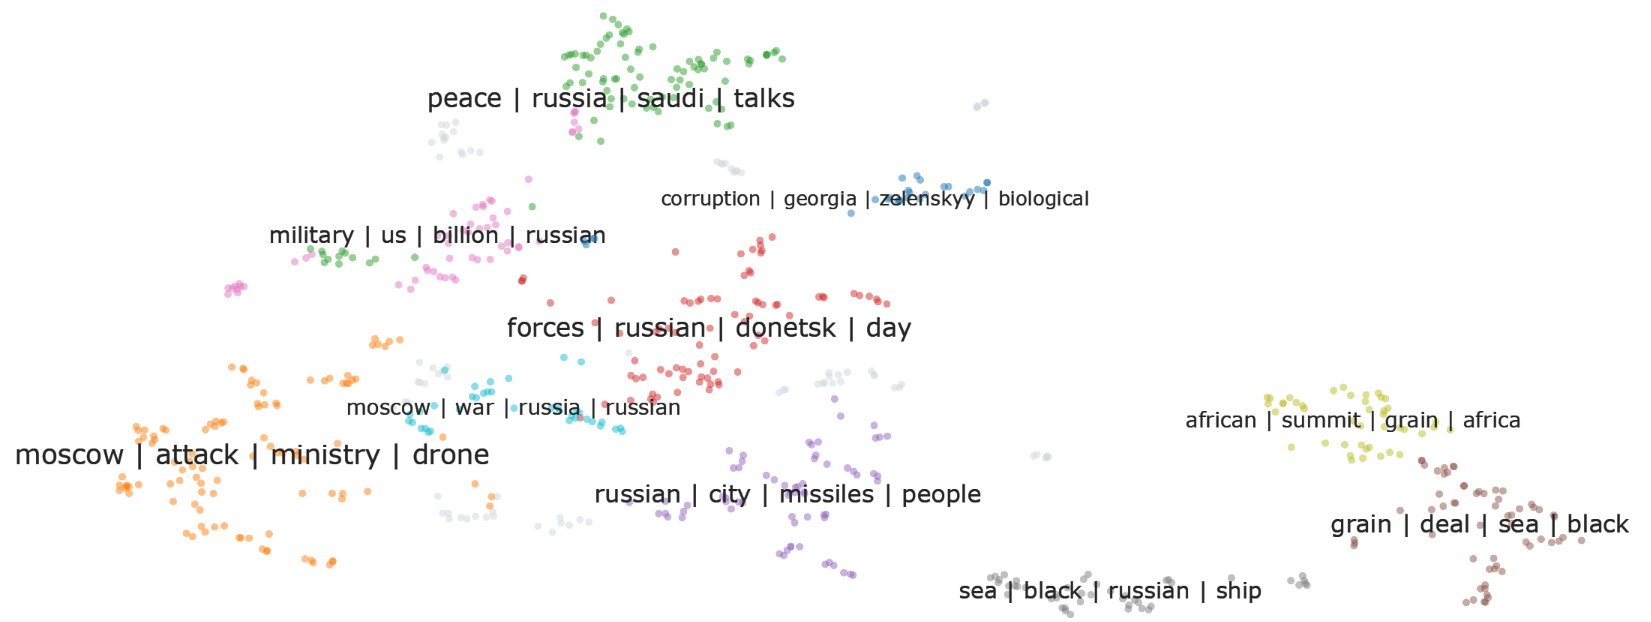 peace | russia | saudi | talks
corruption | georgia | zelenskyy | biological
military | us | billion | russian
forces | russian | donetsk | day
moscow | war | russia | russian
african | summit | grain | africa
moscow | attack | ministry | drone
russian | city | missiles | people
grain | deal | sea | black
sea | black | russian | ship